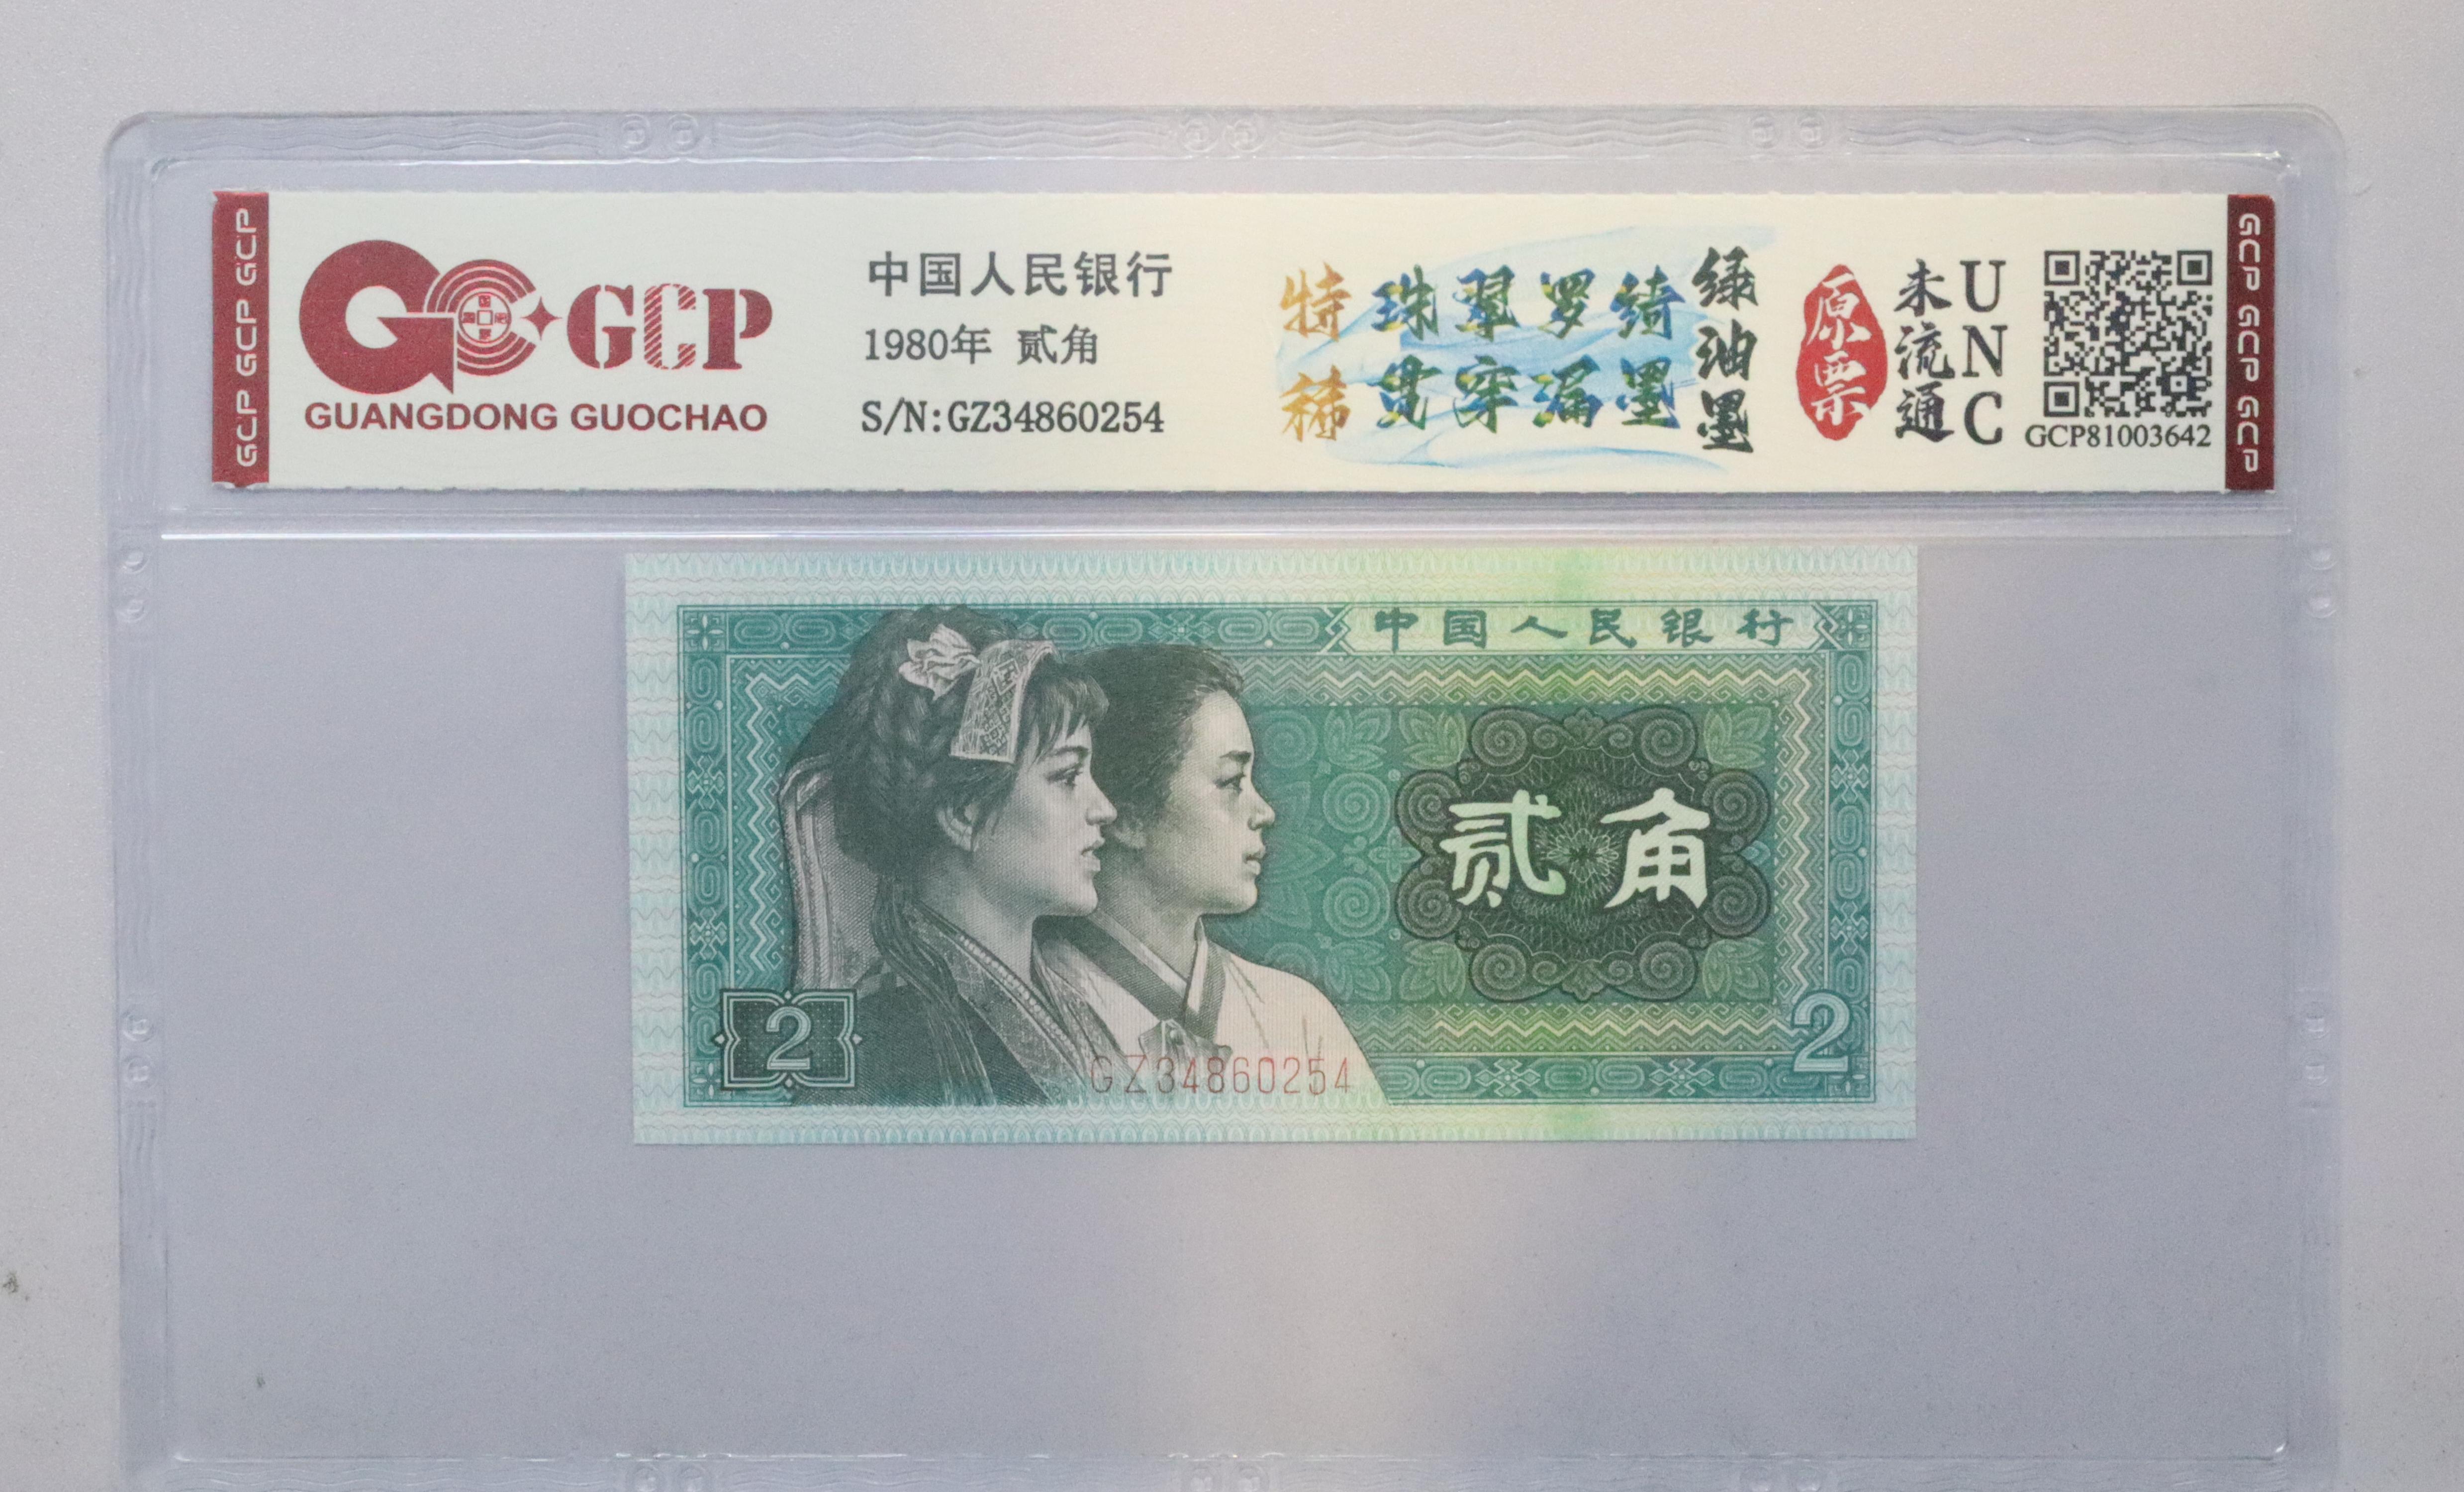 GCP GCP GCP
GCP
GUANGDONG GUOCHAO
中国人民银行
1980年 贰角
S/N:GZ34860254
特稀
珠翠罗绮
贯穿漏墨
绿油墨
原票
未流通
UNC
GCP81003642
GCP GCP GCP
中国人民银行
贰角
2
2
GZ34860254